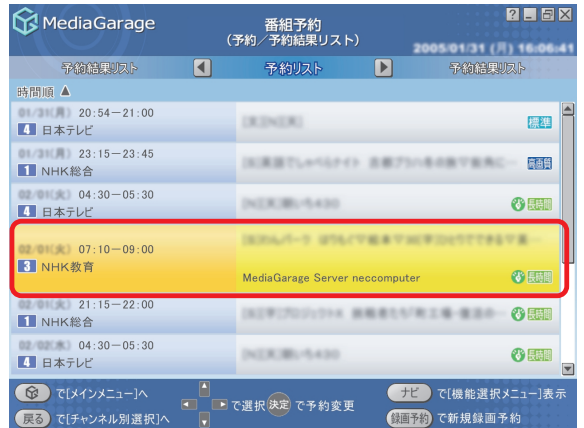 MediaGarage
番組予約
(予約/予約結果リスト)
2005/01/31 (月) 16:06:41
予約結果リスト
予約リスト
予約結果リスト
時間順 ▲
01/31(月) 20:54－21:00
4 日本テレビ
標準
01/31(月) 23:15－23:45
1 NHK総合
高画質
02/01(火) 04:30－05:30
4 日本テレビ
長時間
02/01(火) 07:10－09:00
3 NHK教育
MediaGarage Server neccomputer
長時間
02/01(火) 21:15－22:00
1 NHK総合
長時間
02/02(水) 04:30－05:30
4 日本テレビ
長時間
で[メインメニュー]へ
で選択 決定 で予約変更
ナビ で[機能選択メニュー]表示
戻る で[チャンネル別選択]へ
録画予約 で新規録画予約